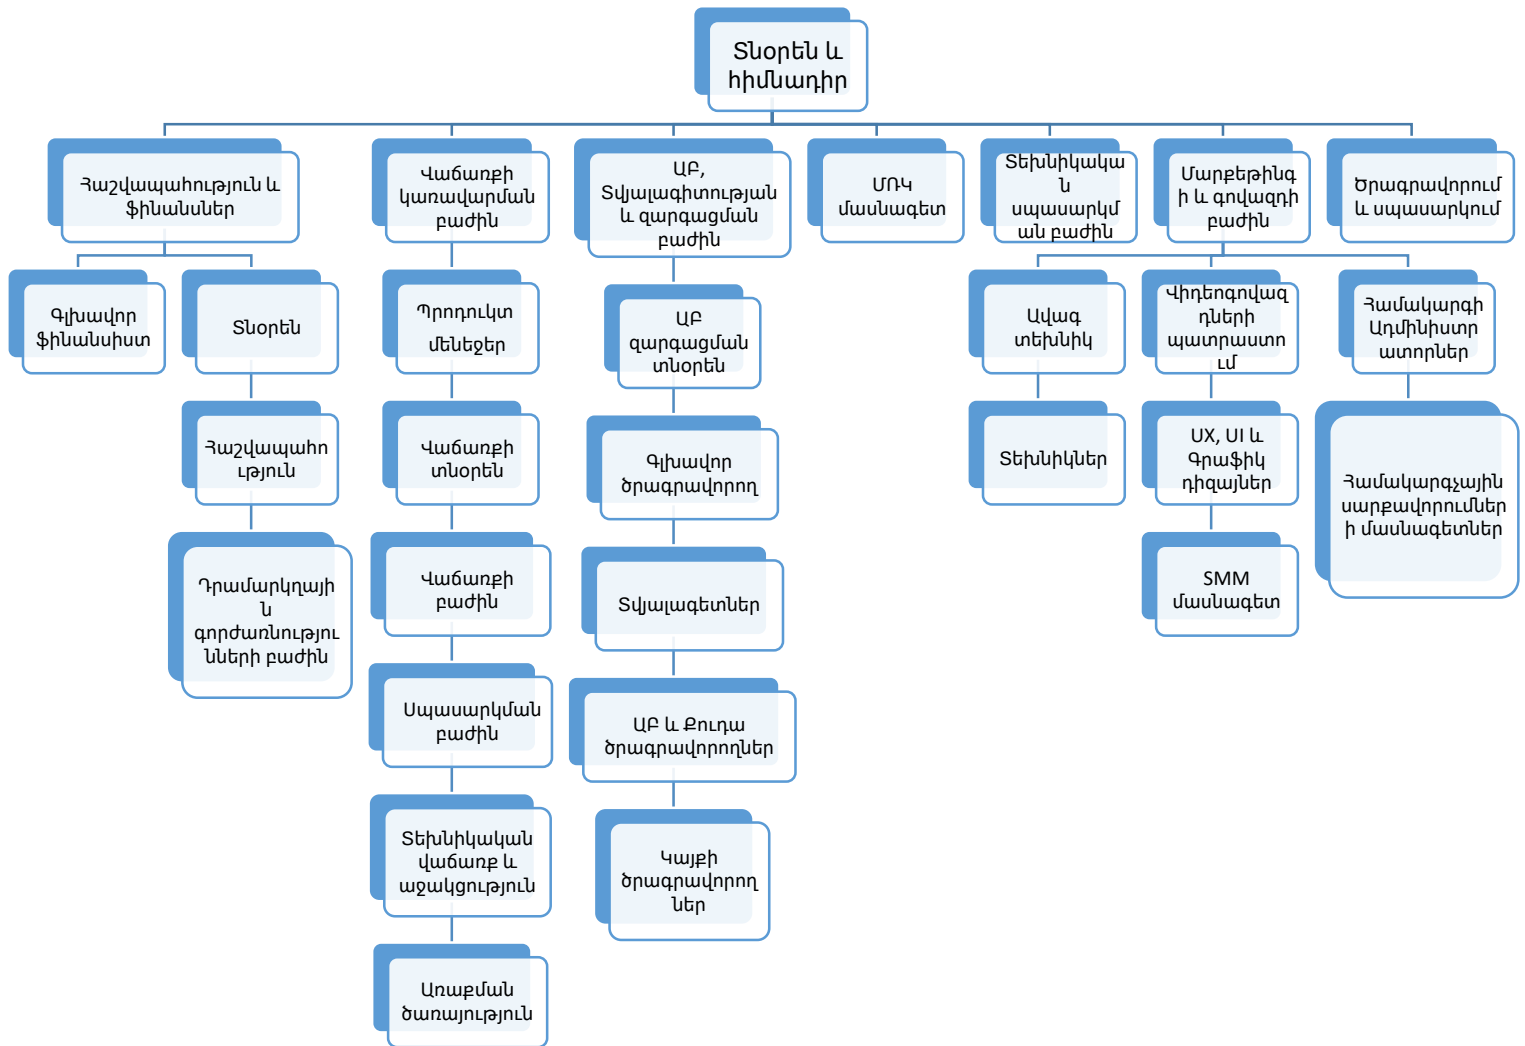 Տնօրեն և
հիմնադիր
Հաշվապահություն և
ֆինանսներ
Վաճառքի
կառավարման
բաժին
ԱԲ,
Տվյալագիտության
և զարգացման
բաժին
ՄՌԿ
մասնագետ
Տեխնիկակա
ն
սպասարկմ
ան բաժին
Մարքեթինգ
ի և գովազդի
բաժին
Ծրագրավորում
և սպասարկում
Գլխավոր
ֆինանսիստ
Տնօրեն
Պրոդուկտ
մենեջեր
ԱԲ
զարգացման
տնօրեն
Ավագ
տեխնիկ
Վիդեոգովազ
դների
պատրաստո
ւմ
Համակարգի
Ադմինիստր
ատորներ
Հաշվապահո
ւթյուն
Վաճառքի
տնօրեն
Գլխավոր
ծրագրավորող
Տեխնիկներ
UX, UI և
Գրաֆիկ
դիզայներ
Համակարգչային
սարքավորումներ
ի մասնագետներ
Դրամարկղայի
ն
գործառնությու
նների բաժին
Վաճառքի
բաժին
Տվյալագետներ
SMM
մասնագետ
Սպասարկման
բաժին
ԱԲ և Քուդա
ծրագրավորողներ
Տեխնիկական
վաճառք և
աջակցություն
Կայքի
ծրագրավորող
ներ
Առաքման
ծառայություն